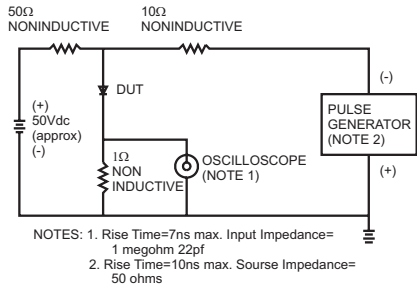 50Ω
NONINDUCTIVE
10Ω
NONINDUCTIVE
(+)
50Vdc
(approx)
(-)
DUT
1Ω
NON
INDUCTIVE
OSCILLOSCOPE
(NOTE 1)
(-)
PULSE
GENERATOR
(NOTE 2)
(+)
NOTES: 1. Rise Time=7ns max. Input Impedance=
1 megohm 22pf
2. Rise Time=10ns max. Sourse Impedance=
50 ohms